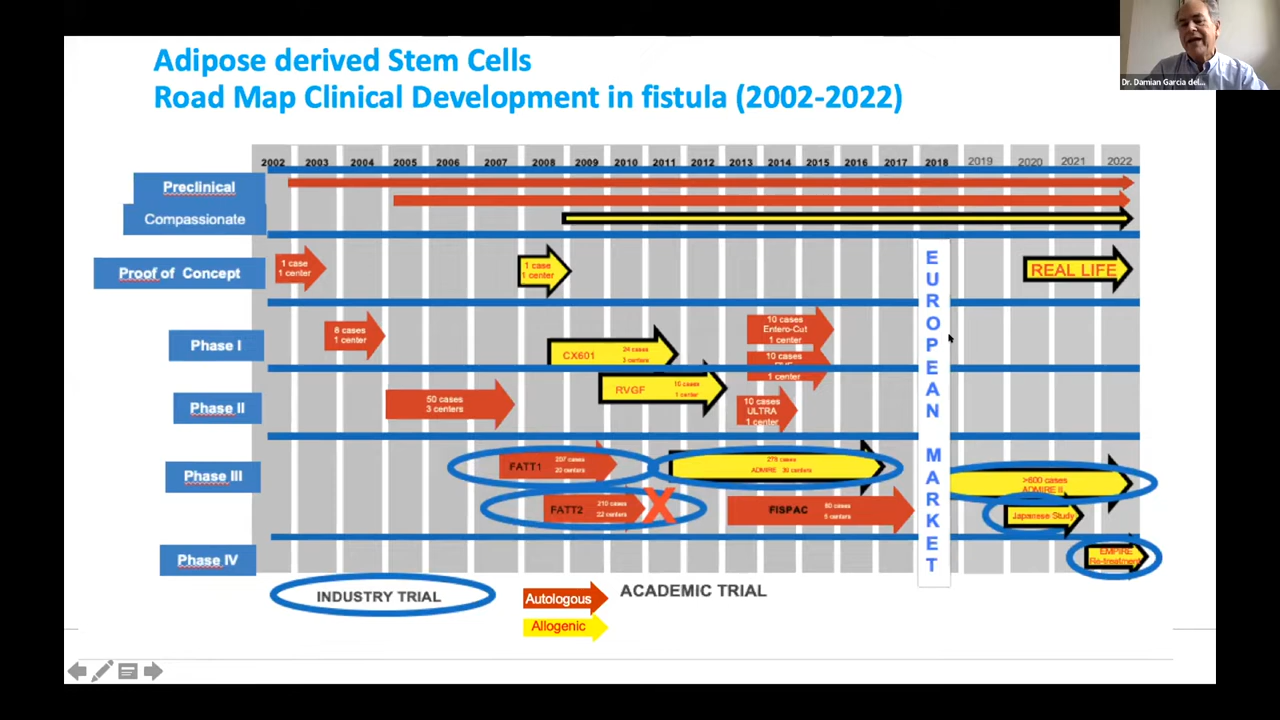 Adipose derived Stem Cells
Road Map Clinical Development in fistula (2002-2022)
Dr. Damian Garcia del...
2002 2003 2004 2005 2006 2007 2008 2009 2010 2011 2012 2013 2014 2015 2016 2017 2018 2019 2020 2021 2022
Preclinical
Compassionate
Proof of Concept
1 case
1 center
1 case
1 center
REAL LIFE
Phase I
8 cases
1 center
CX601
24 cases
3 centers
10 cases
Entero-Cut
1 center
10 cases
1 center
Phase II
50 cases
3 centers
RVGF
10 cases
1 center
10 cases
ULTRA
1 center
Phase III
FATT1
207 cases
20 centers
278 cases
ADMIRE 39 centers
>600 cases
ADMIRE II
FATT2
210 cases
22 centers
X
FISPAC
80 cases
5 centers
Japanese Study
Phase IV
EMPIRE
Re-treatment
EUROPEAN MARKET
INDUSTRY TRIAL
Autologous
ACADEMIC TRIAL
Allogenic